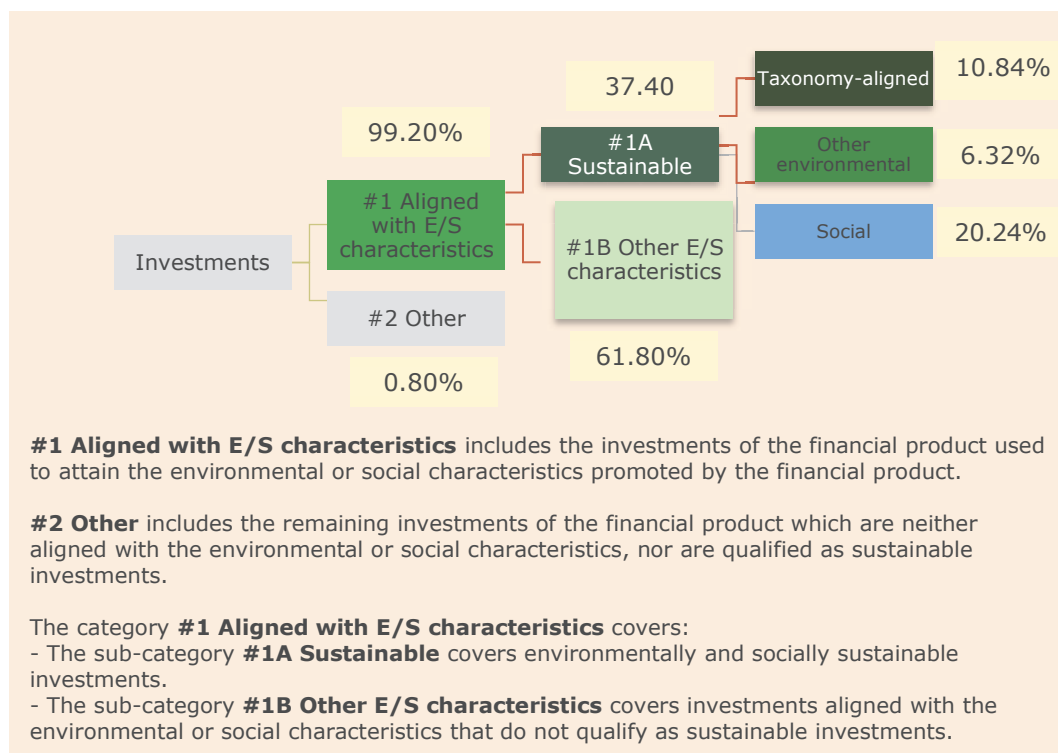 Taxonomy-aligned
10.84%
37.40
99.20%
#1A
Sustainable
Other
environmental
6.32%
#1 Aligned
with E/S
characteristics
#1B Other E/S
characteristics
Social
20.24%
Investments
#2 Other
61.80%
0.80%
#1 Aligned with E/S characteristics includes the investments of the financial product used
to attain the environmental or social characteristics promoted by the financial product.
#2 Other includes the remaining investments of the financial product which are neither
aligned with the environmental or social characteristics, nor are qualified as sustainable
investments.
The category #1 Aligned with E/S characteristics covers:
- The sub-category #1A Sustainable covers environmentally and socially sustainable
investments.
- The sub-category #1B Other E/S characteristics covers investments aligned with the
environmental or social characteristics that do not qualify as sustainable investments.